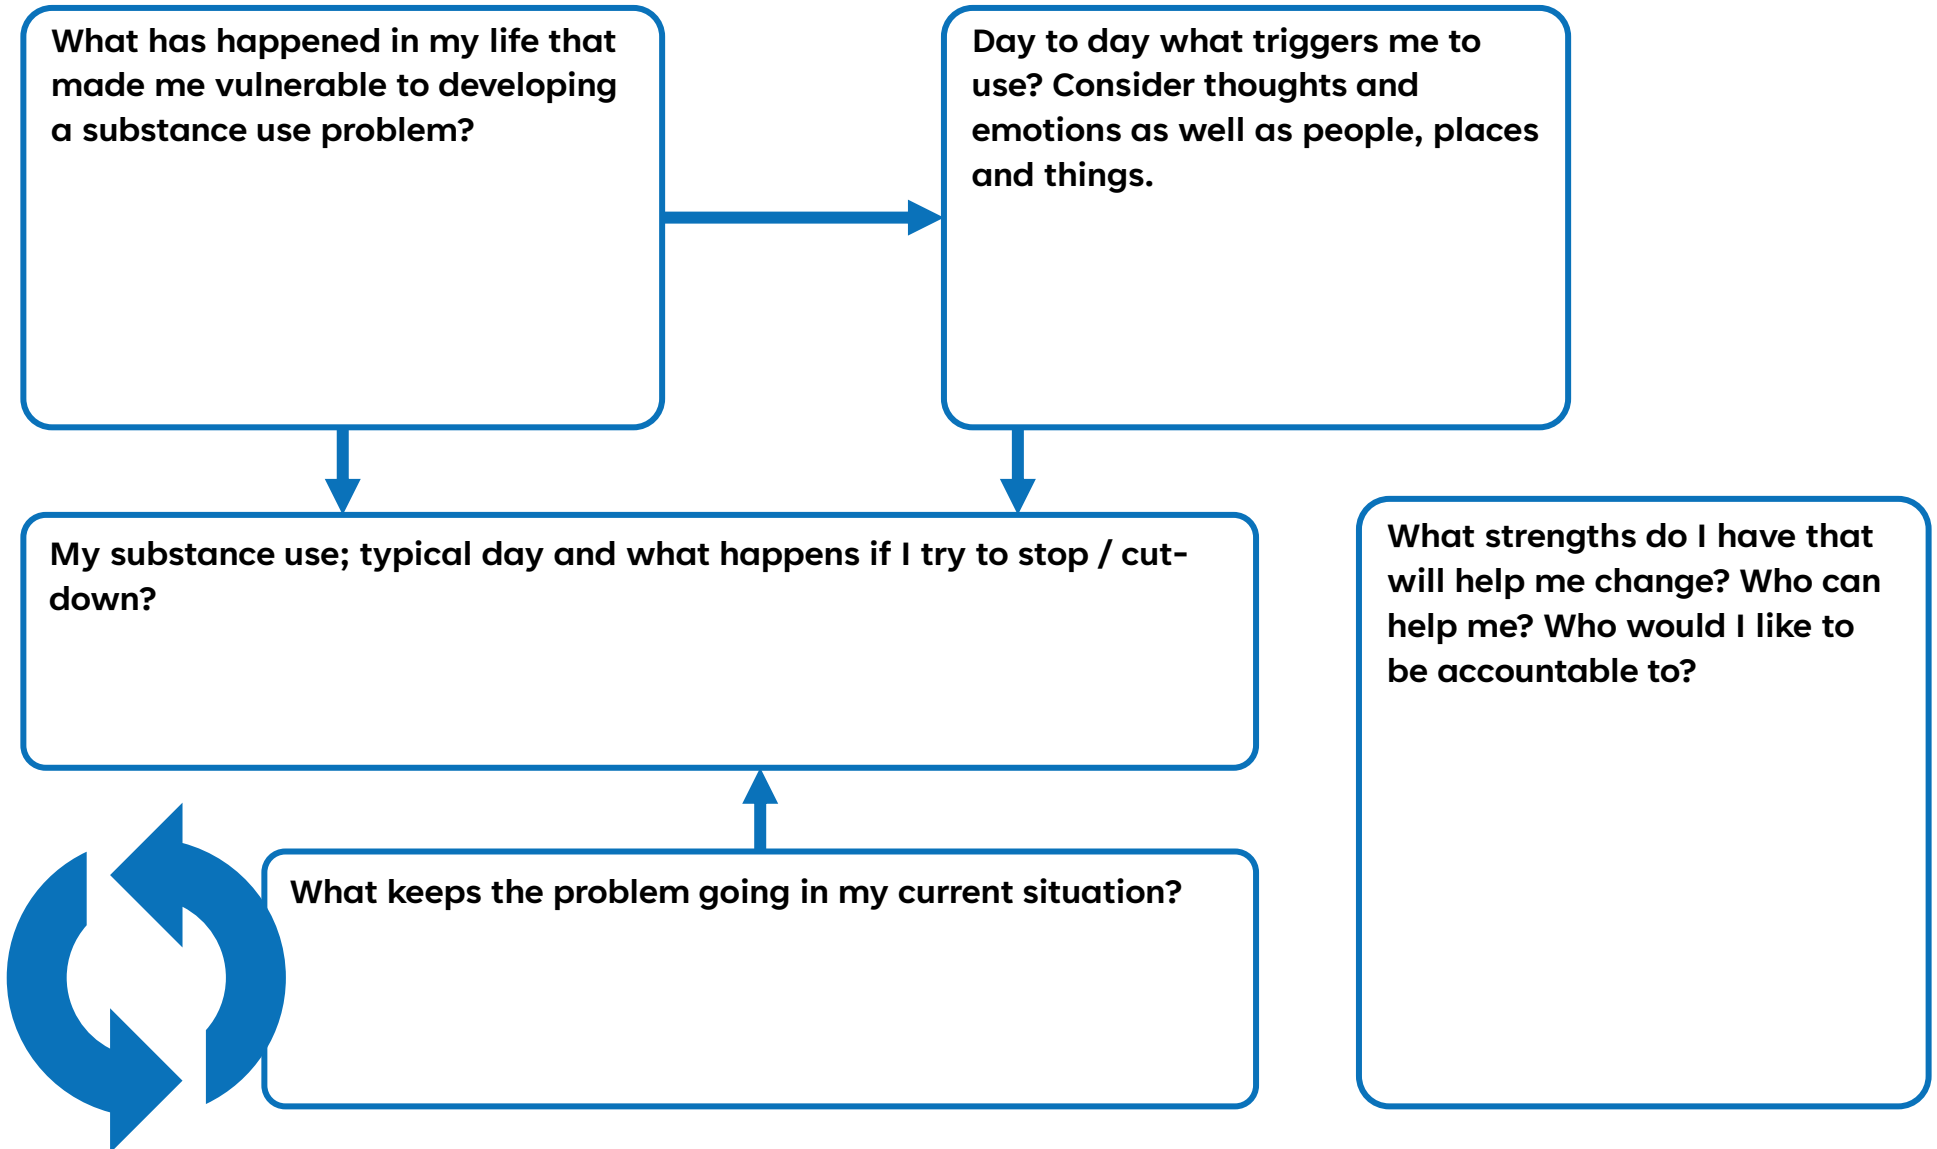 What has happened in my life that
made me vulnerable to developing
a substance use problem?
Day to day what triggers me to
use? Consider thoughts and
emotions as well as people, places
and things.
My substance use; typical day and what happens if I try to stop / cut-
down?
What strengths do I have that
will help me change? Who can
help me? Who would I like to
be accountable to?
What keeps the problem going in my current situation?